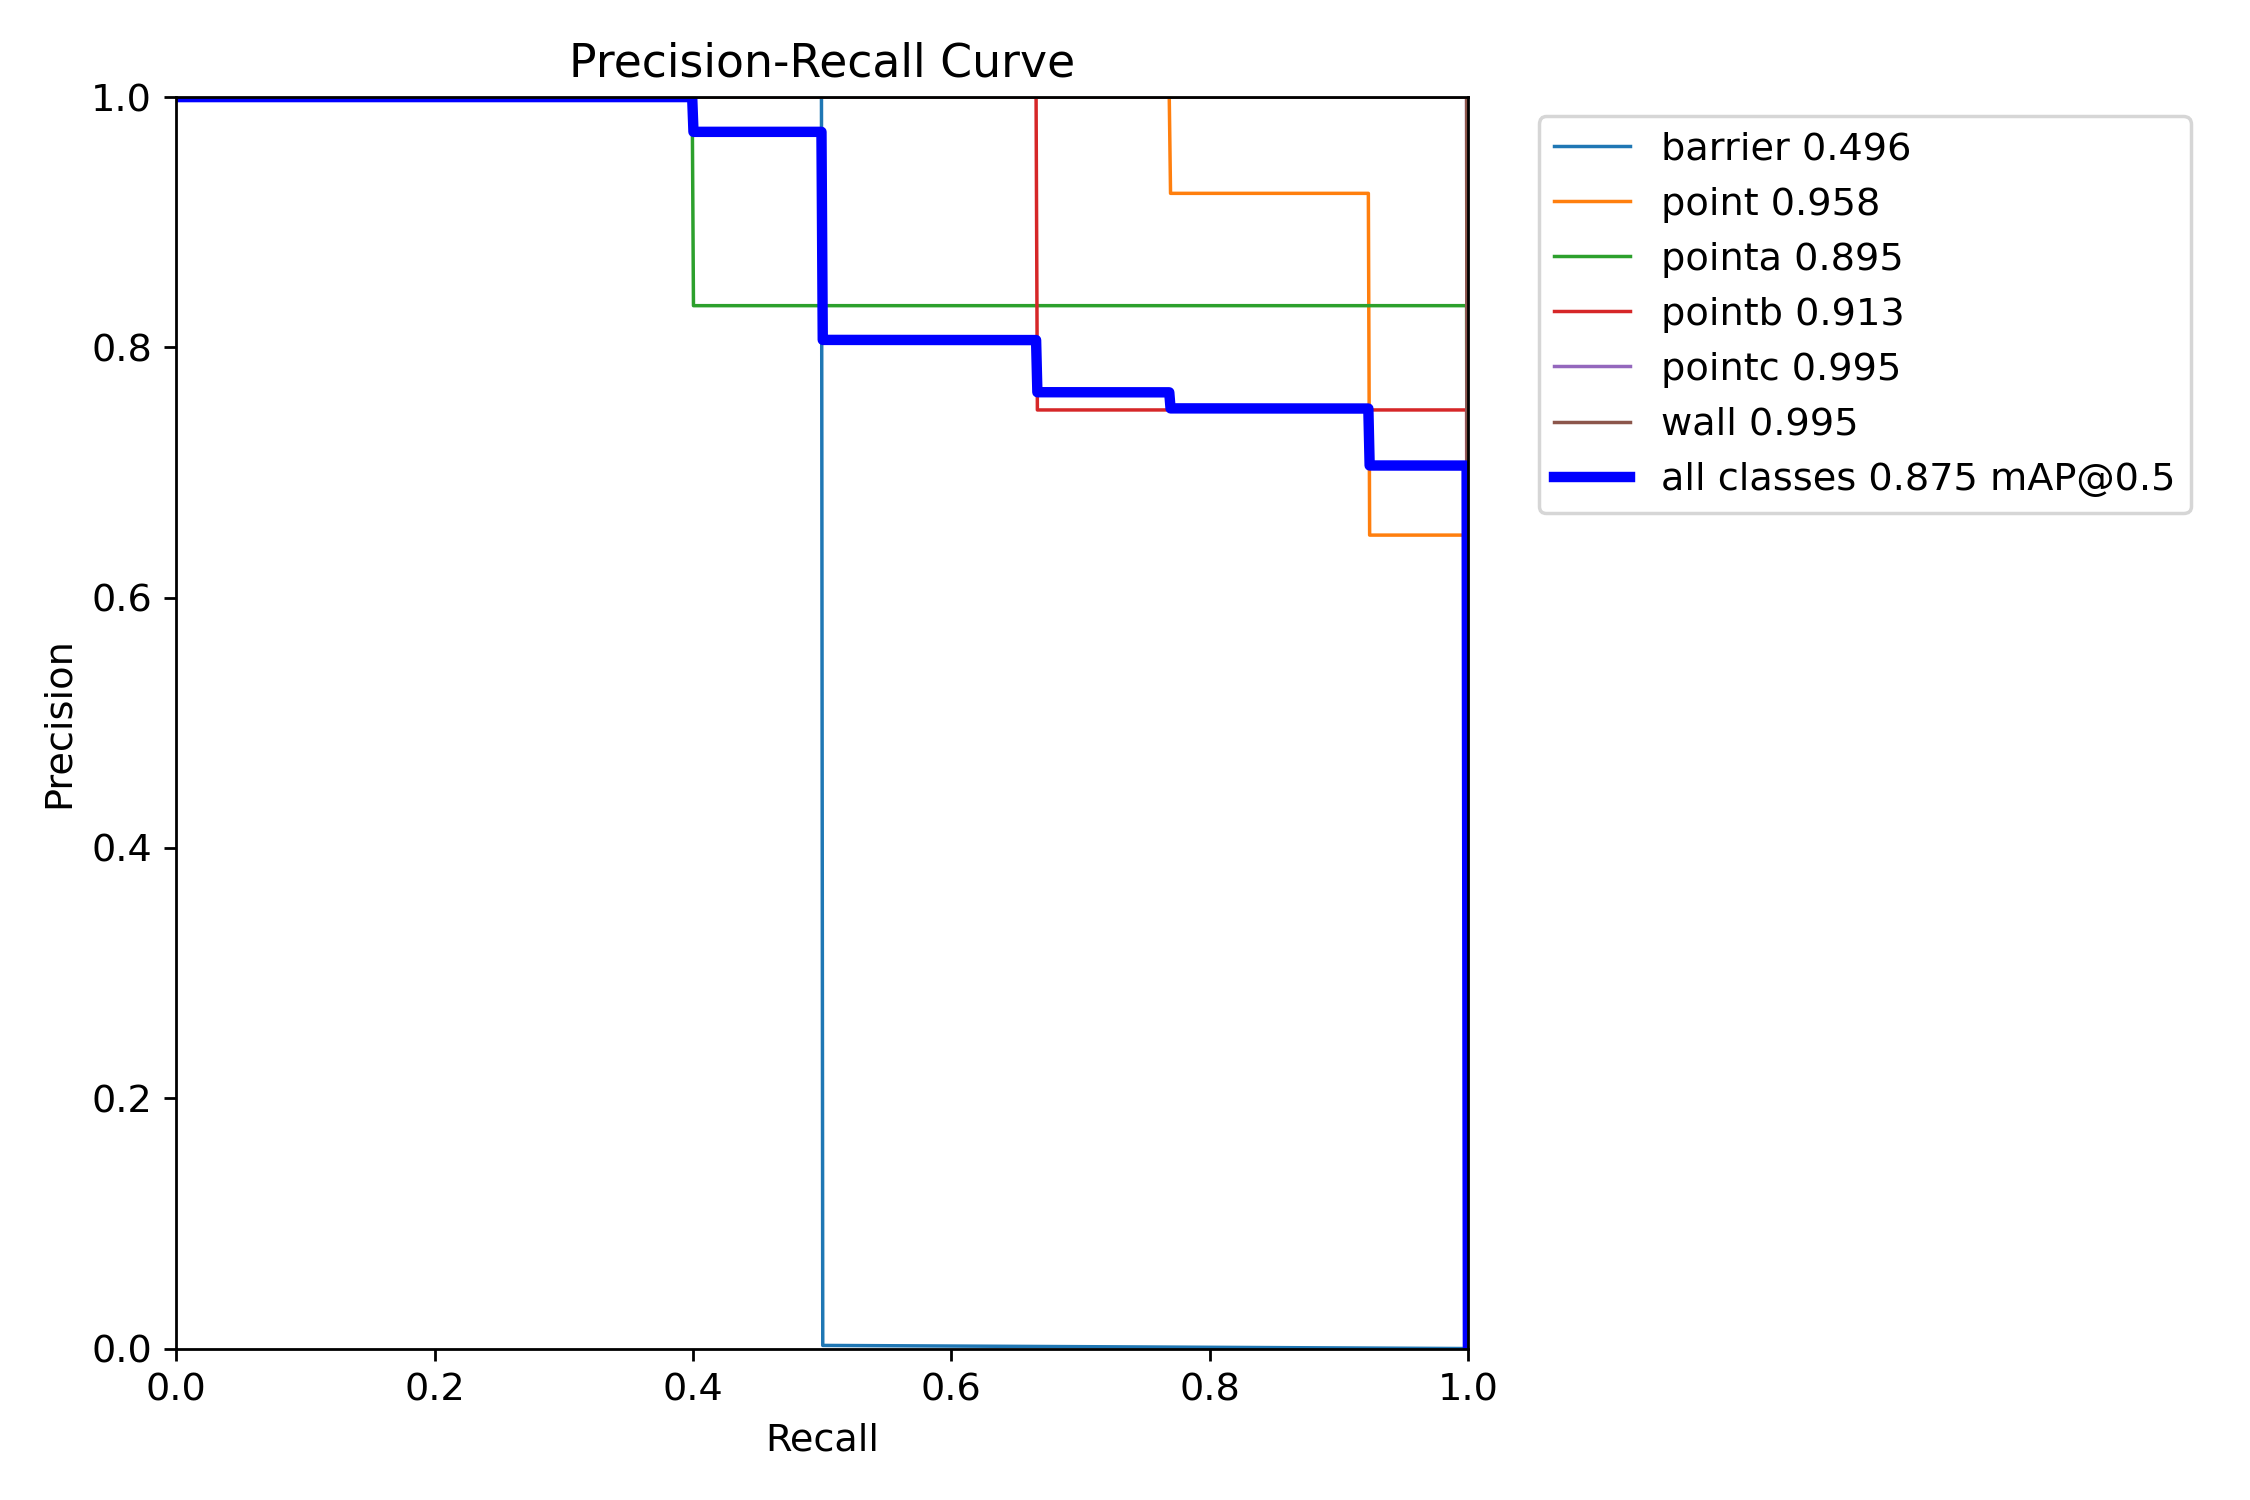 Precision-Recall Curve
1.0
0.8
0.6
0.4
0.2
0.0
Precision
0.0 0.2 0.4 0.6 0.8 1.0
Recall
barrier 0.496
point 0.958
pointa 0.895
pointb 0.913
pointc 0.995
wall 0.995
all classes 0.875 mAP@0.5